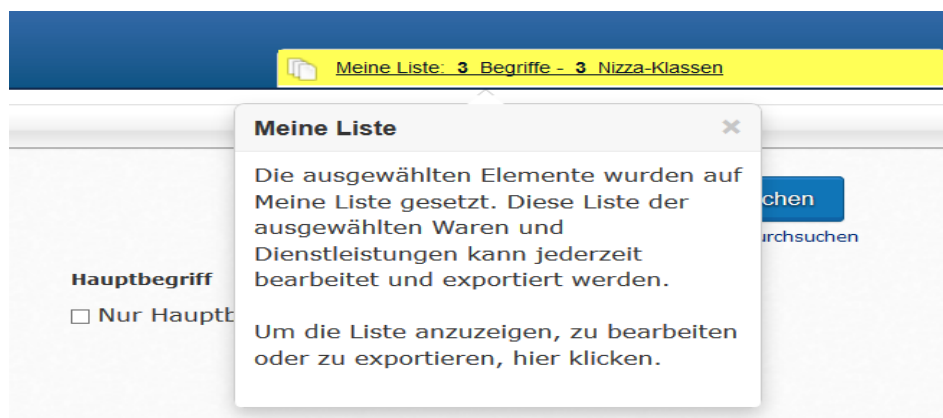 Meine Liste: 3 Begriffe - 3 Nizza-Klassen
Meine Liste
Die ausgewählten Elemente wurden auf
Meine Liste gesetzt. Diese Liste der
ausgewählten Waren und
Dienstleistungen kann jederzeit
bearbeitet und exportiert werden.
Um die Liste anzuzeigen, zu bearbeiten
oder zu exportieren, hier klicken.
chen
urchsuchen
Hauptbegriff
Nur Hauptb